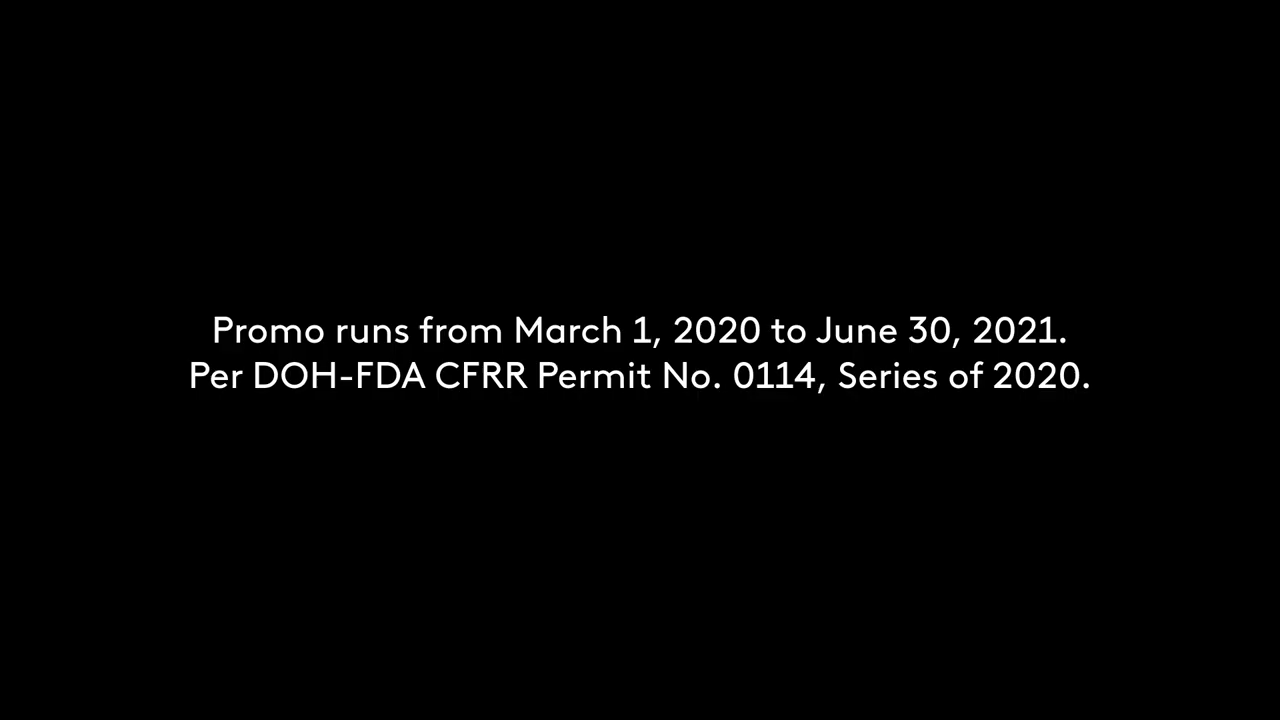 Promo runs from March 1, 2020 to June 30, 2021.
Per DOH-FDA CFRR Permit No. 0114, Series of 2020.